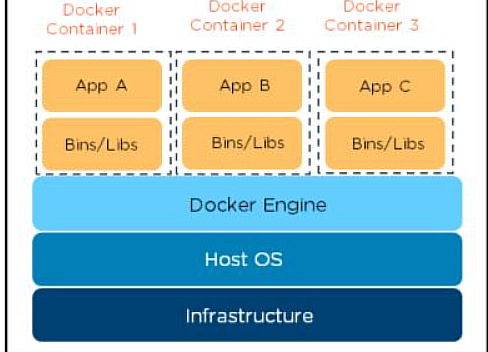 Docker Container 1
Docker Container 2
Docker Container 3
App A
App B
App C
Bins/Libs
Bins/Libs
Bins/Libs
Docker Engine
Host OS
Infrastructure